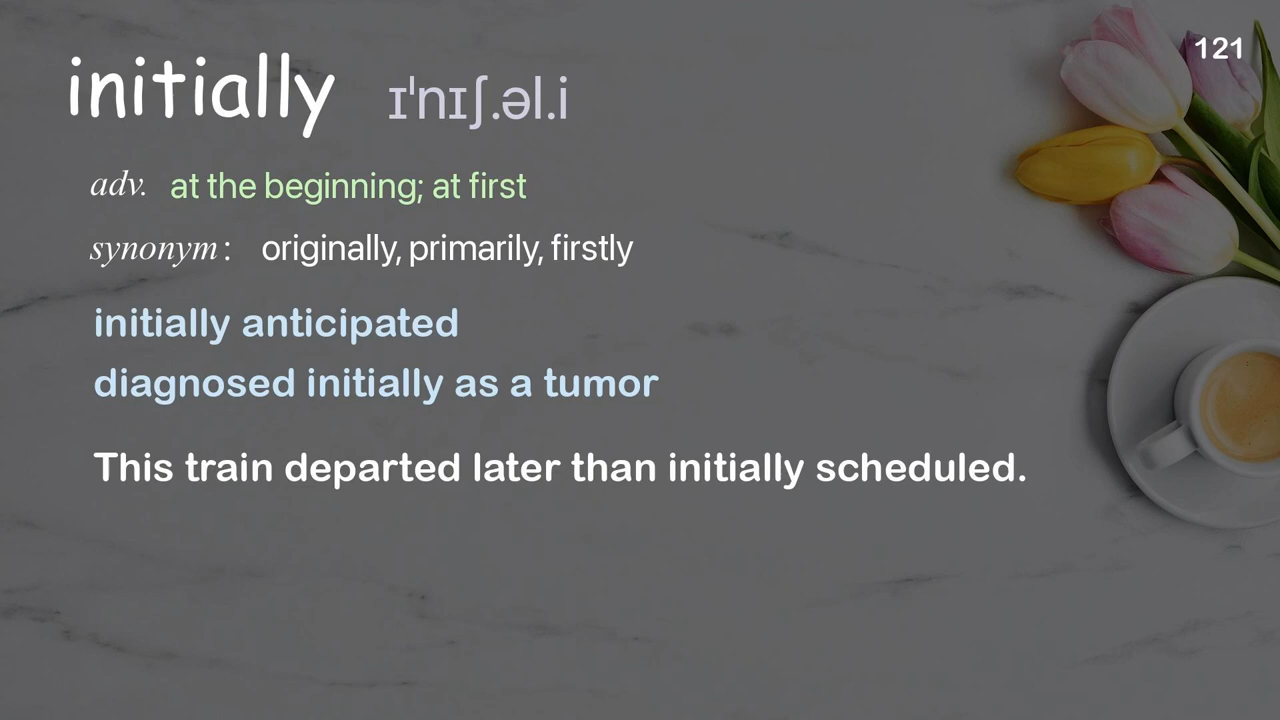 121
initially ɪˈnɪʃ.əl.i
adv. at the beginning; at first
synonym: originally, primarily, firstly
initially anticipated
diagnosed initially as a tumor
This train departed later than initially scheduled.